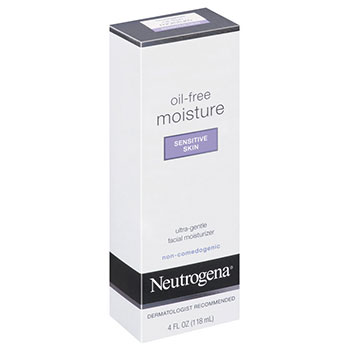 oil-free
moisture
SENSITIVE
SKIN
ultra-gentle
facial moisturizer
non-comedogenic
Neutrogena®
DERMATOLOGIST RECOMMENDED
4 FL OZ (118 mL)